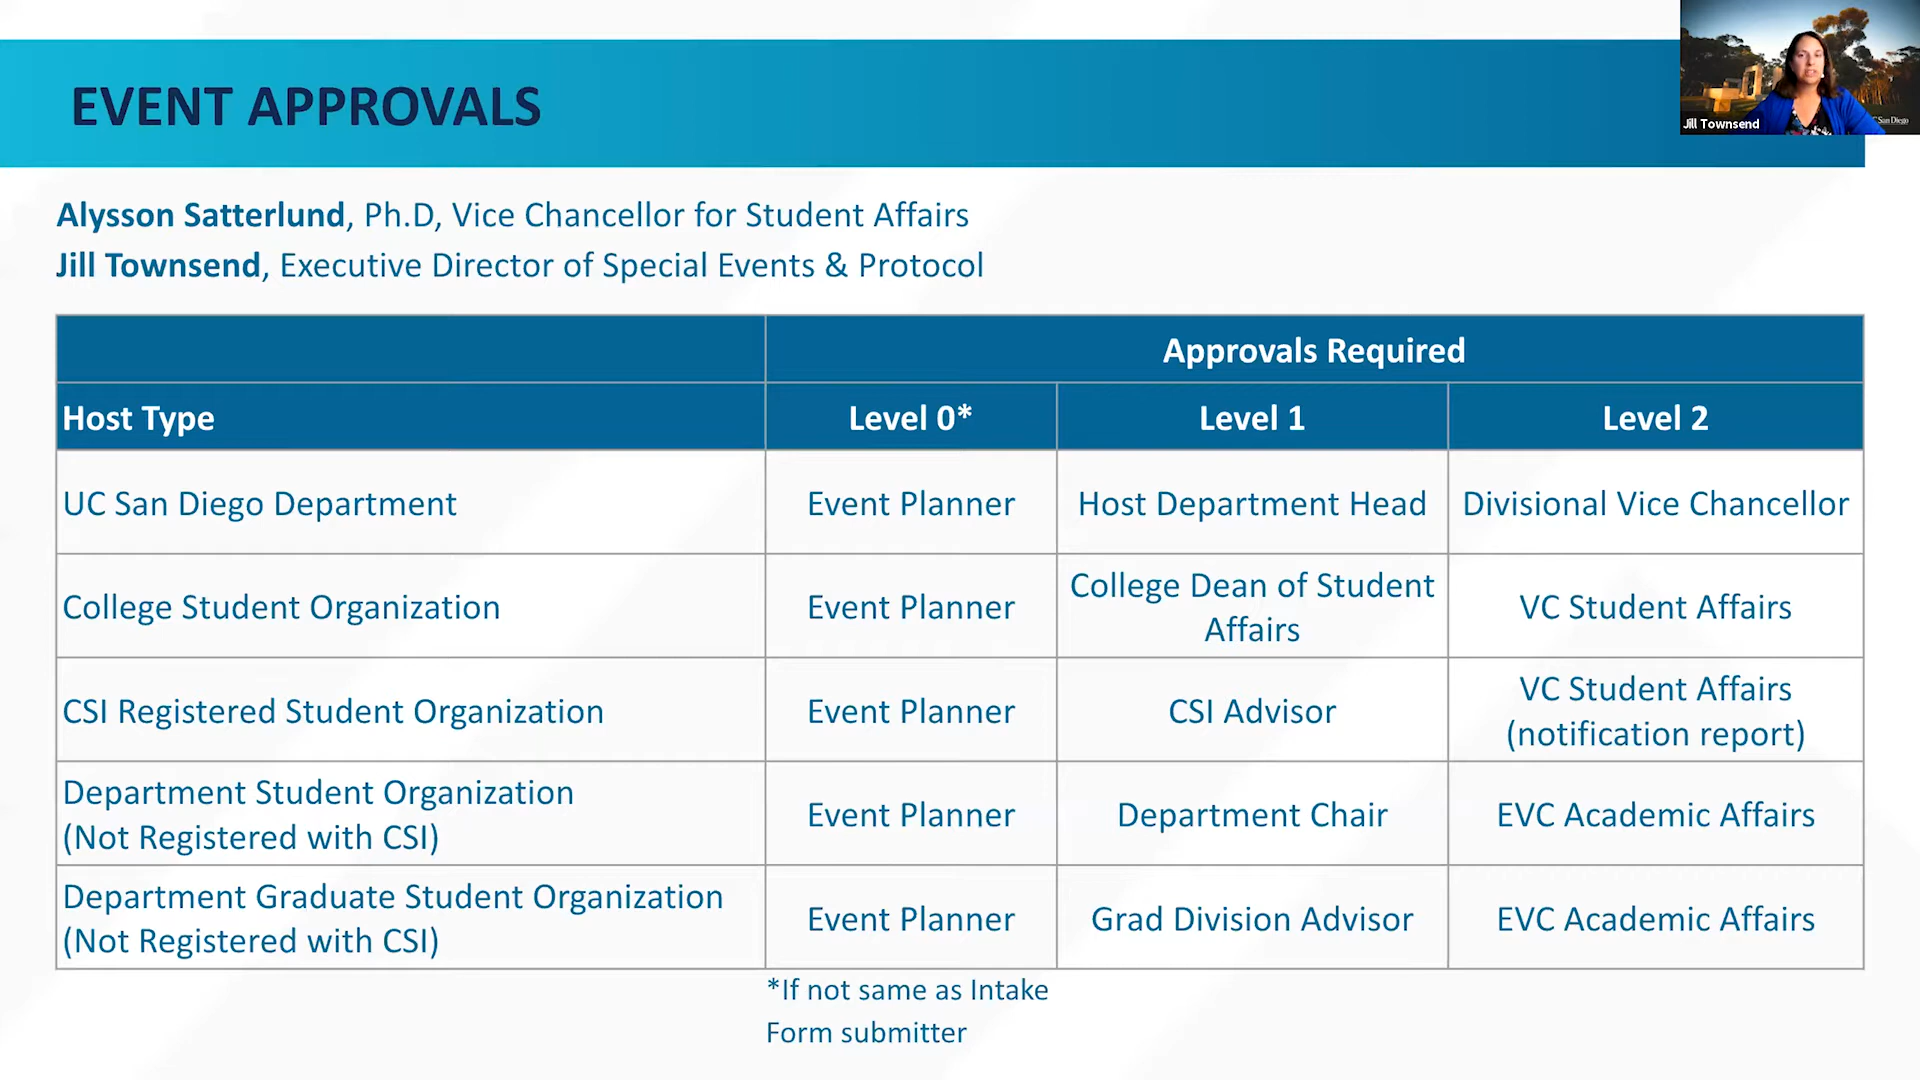 EVENT APPROVALS
Jill Townsend
San Diego
Alysson Satterlund, Ph.D, Vice Chancellor for Student Affairs
Jill Townsend, Executive Director of Special Events & Protocol
Approvals Required
Host Type Level 0* Level 1 Level 2
UC San Diego Department Event Planner Host Department Head Divisional Vice Chancellor
College Student Organization Event Planner College Dean of Student
Affairs VC Student Affairs
CSI Registered Student Organization Event Planner CSI Advisor VC Student Affairs
(notification report)
Department Student Organization
(Not Registered with CSI) Event Planner Department Chair EVC Academic Affairs
Department Graduate Student Organization
(Not Registered with CSI) Event Planner Grad Division Advisor EVC Academic Affairs
*If not same as Intake
Form submitter